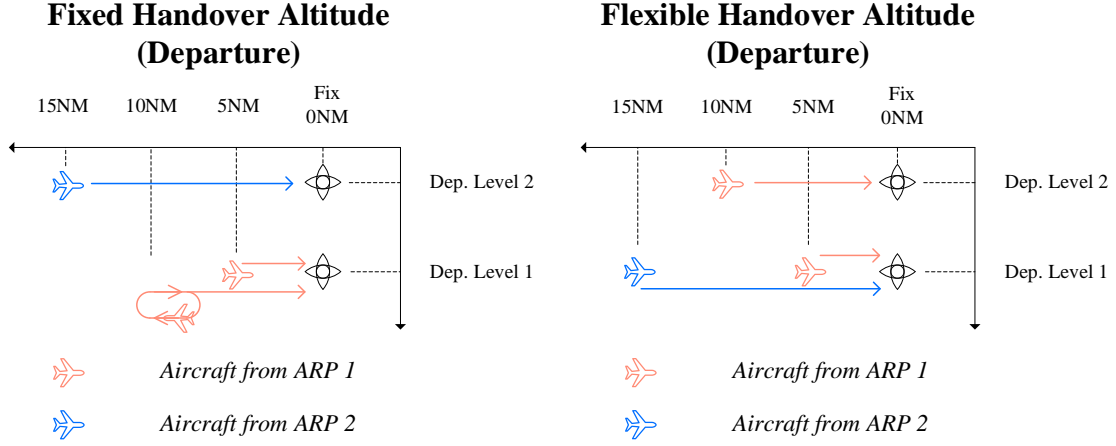 Fixed Handover Altitude
(Departure)
15NM
10NM
5NM
Fix
0NM
Dep. Level 2
Dep. Level 1
Aircraft from ARP 1
Aircraft from ARP 2
Flexible Handover Altitude
(Departure)
15NM
10NM
5NM
Fix
0NM
Dep. Level 2
Dep. Level 1
Aircraft from ARP 1
Aircraft from ARP 2